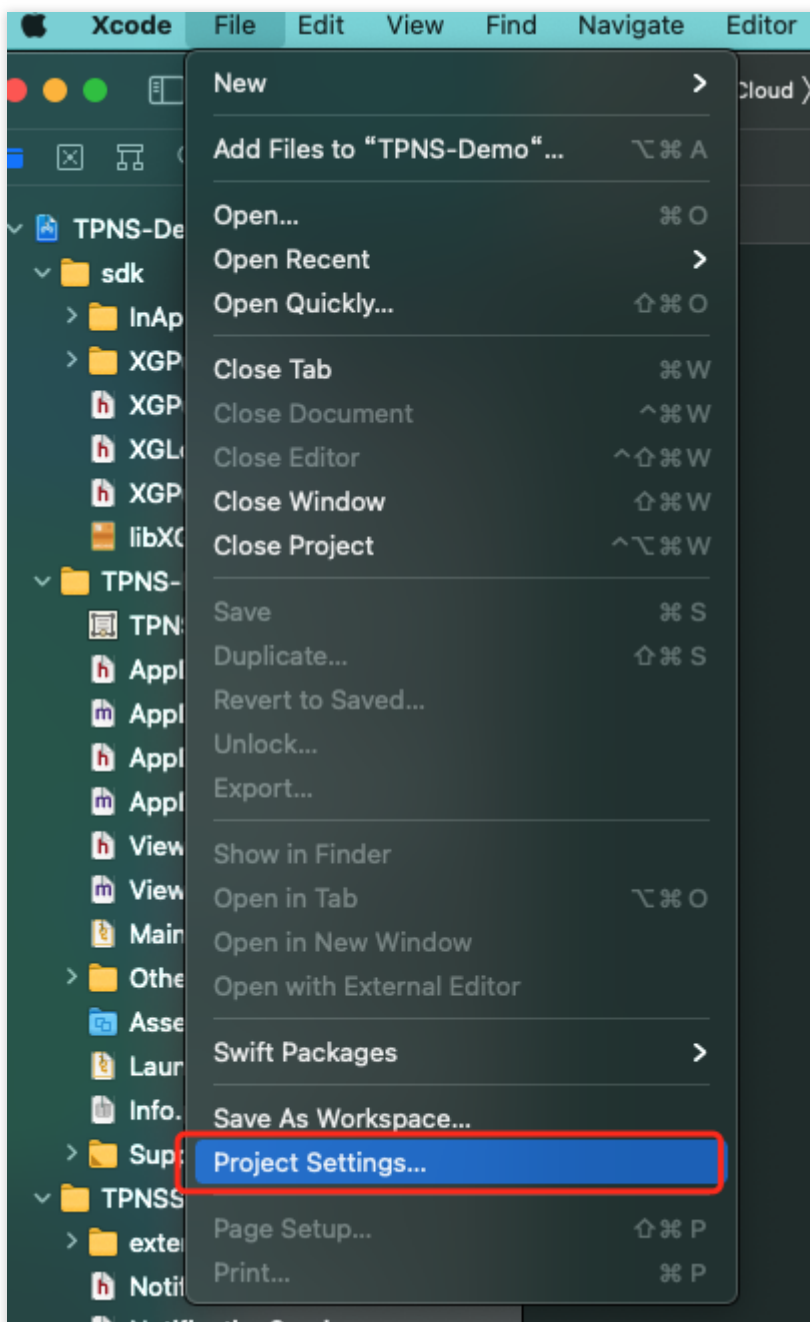 Xcode File Edit View Find Navigate Editor
New
Cloud
Add Files to “TPNS-Demo“... ⌥⌘A
Open... ⌘O
TPNS-De
Open Recent
sdk
Open Quickly... ⇧⌘O
InAp
Close Tab ⌘W
XGP
Close Document ^⌘W
XGP
Close Editor ^⇧⌘W
XGL
Close Window ⇧⌘W
XGP
Close Project ^⌥⌘W
libX
TPNS-
Save ⌘S
TPN
Duplicate... ⇧⌘S
Appl
Revert to Saved...
Appl
Unlock...
Appl
Export...
Appl
Show in Finder
View
Open in Tab ⌥⌘O
View
Open in New Window
Main
Open with External Editor
Othe
Asse
Swift Packages
Laun
Save As Workspace...
Info.
Project Settings...
Supp
TPNSS
Page Setup... ⇧⌘P
exte
Print... ⌘P
Notif